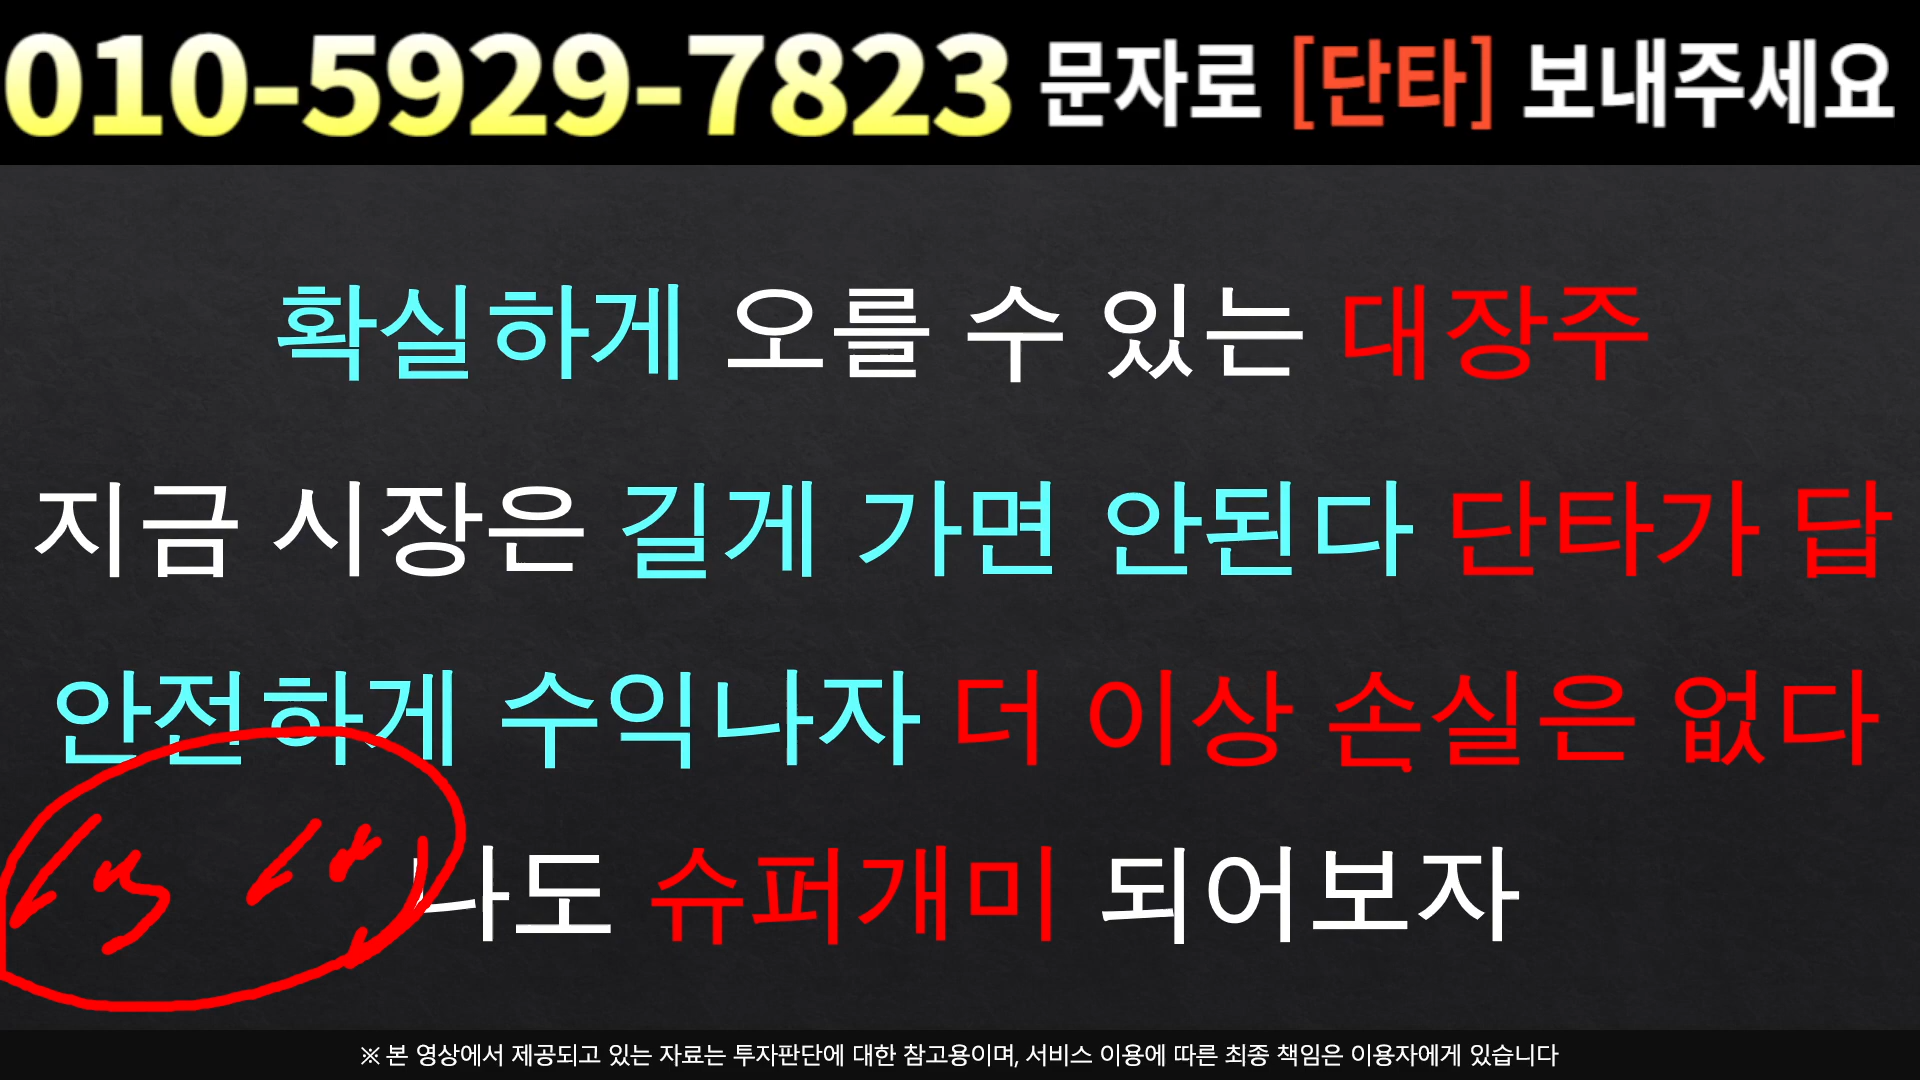 010-5929-7823 문자로 [단타] 보내주세요
확실하게 오를 수 있는 대장주
지금 시장은 길게 가면 안된다 단타가 답
안전하게 수익나자 더 이상 손실은 없다
나도 슈퍼개미 되어보자
※ 본 영상에서 제공되고 있는 자료는 투자판단에 대한 참고용이며, 서비스 이용에 따른 최종 책임은 이용자에게 있습니다